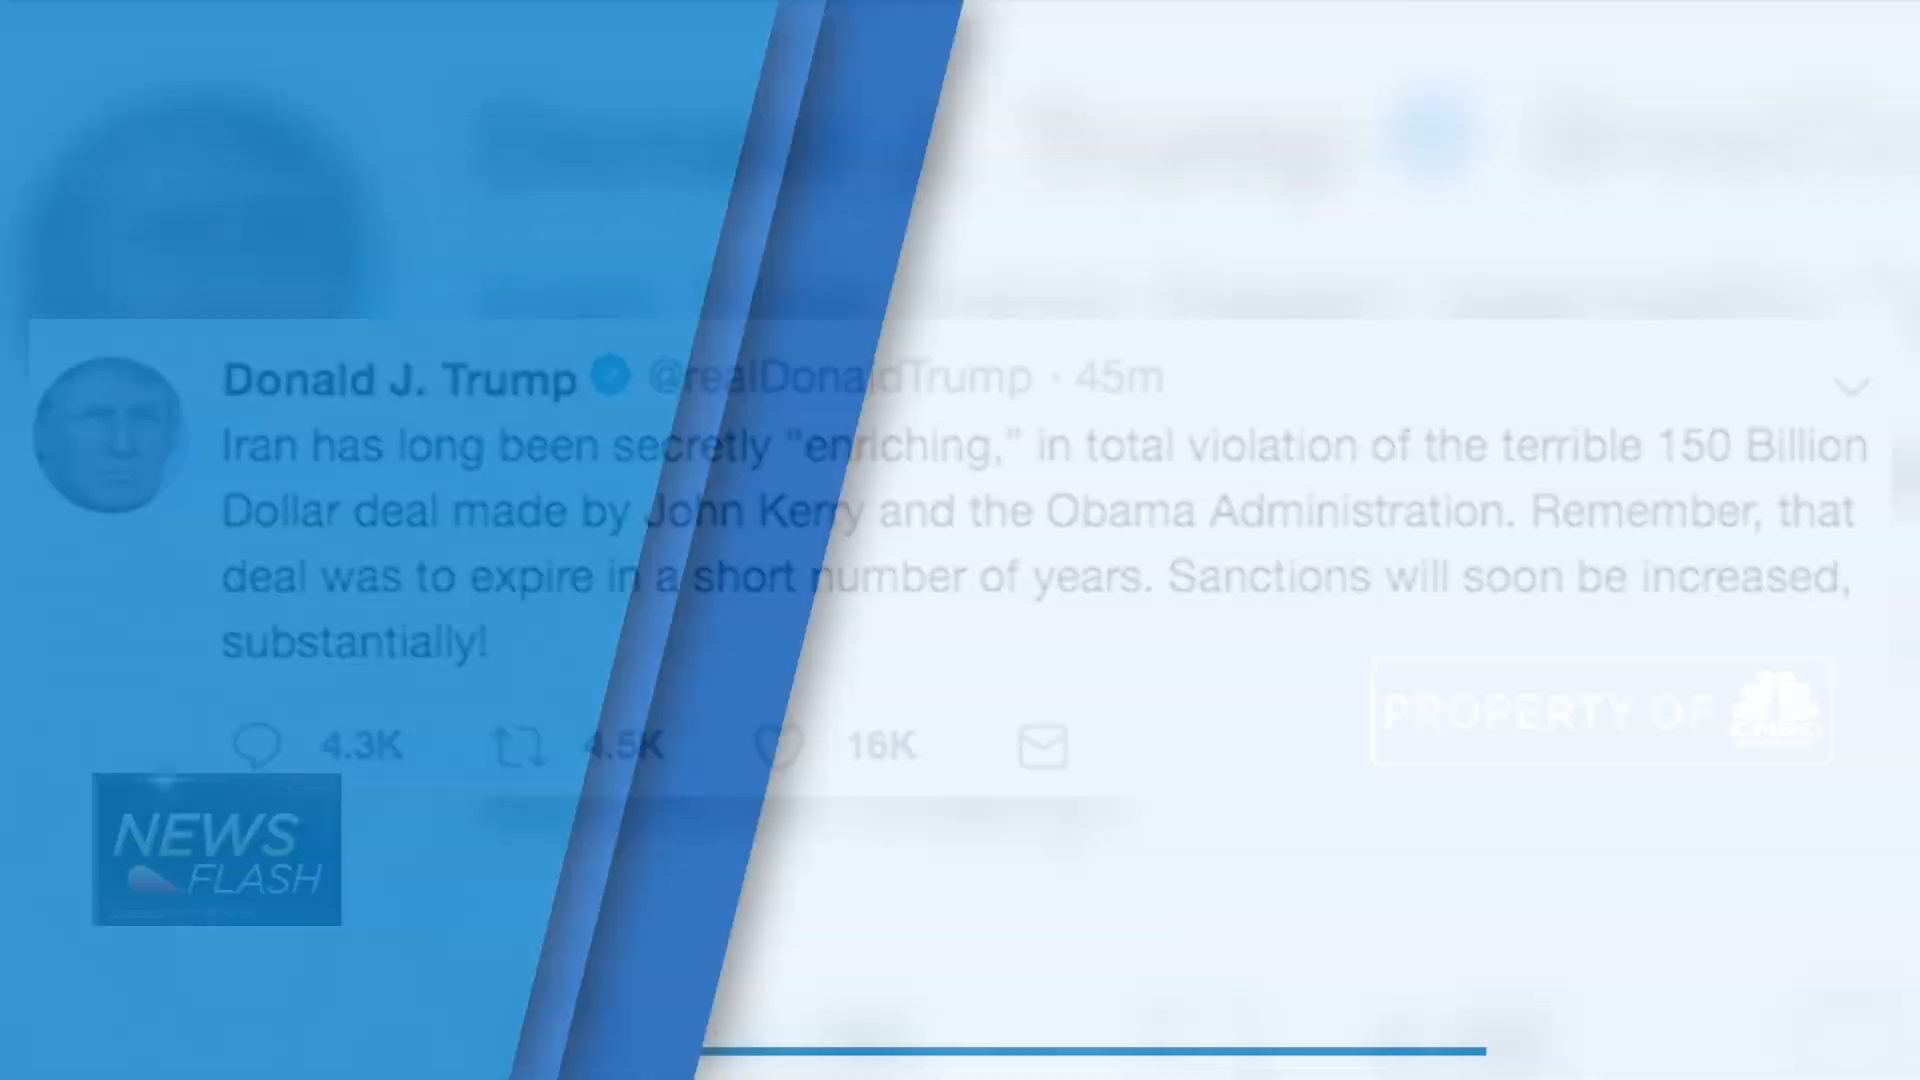 Donald J. Trump @realDonaldTrump · 45m
Iran has long been secretly "enriching," in total violation of the terrible 150 Billion
Dollar deal made by John Kerry and the Obama Administration. Remember, that
deal was to expire in a short number of years. Sanctions will soon be increased,
substantially!
4.3K 4.5K 16K
PROPERTY OF CNBC
NEWS
FLASH